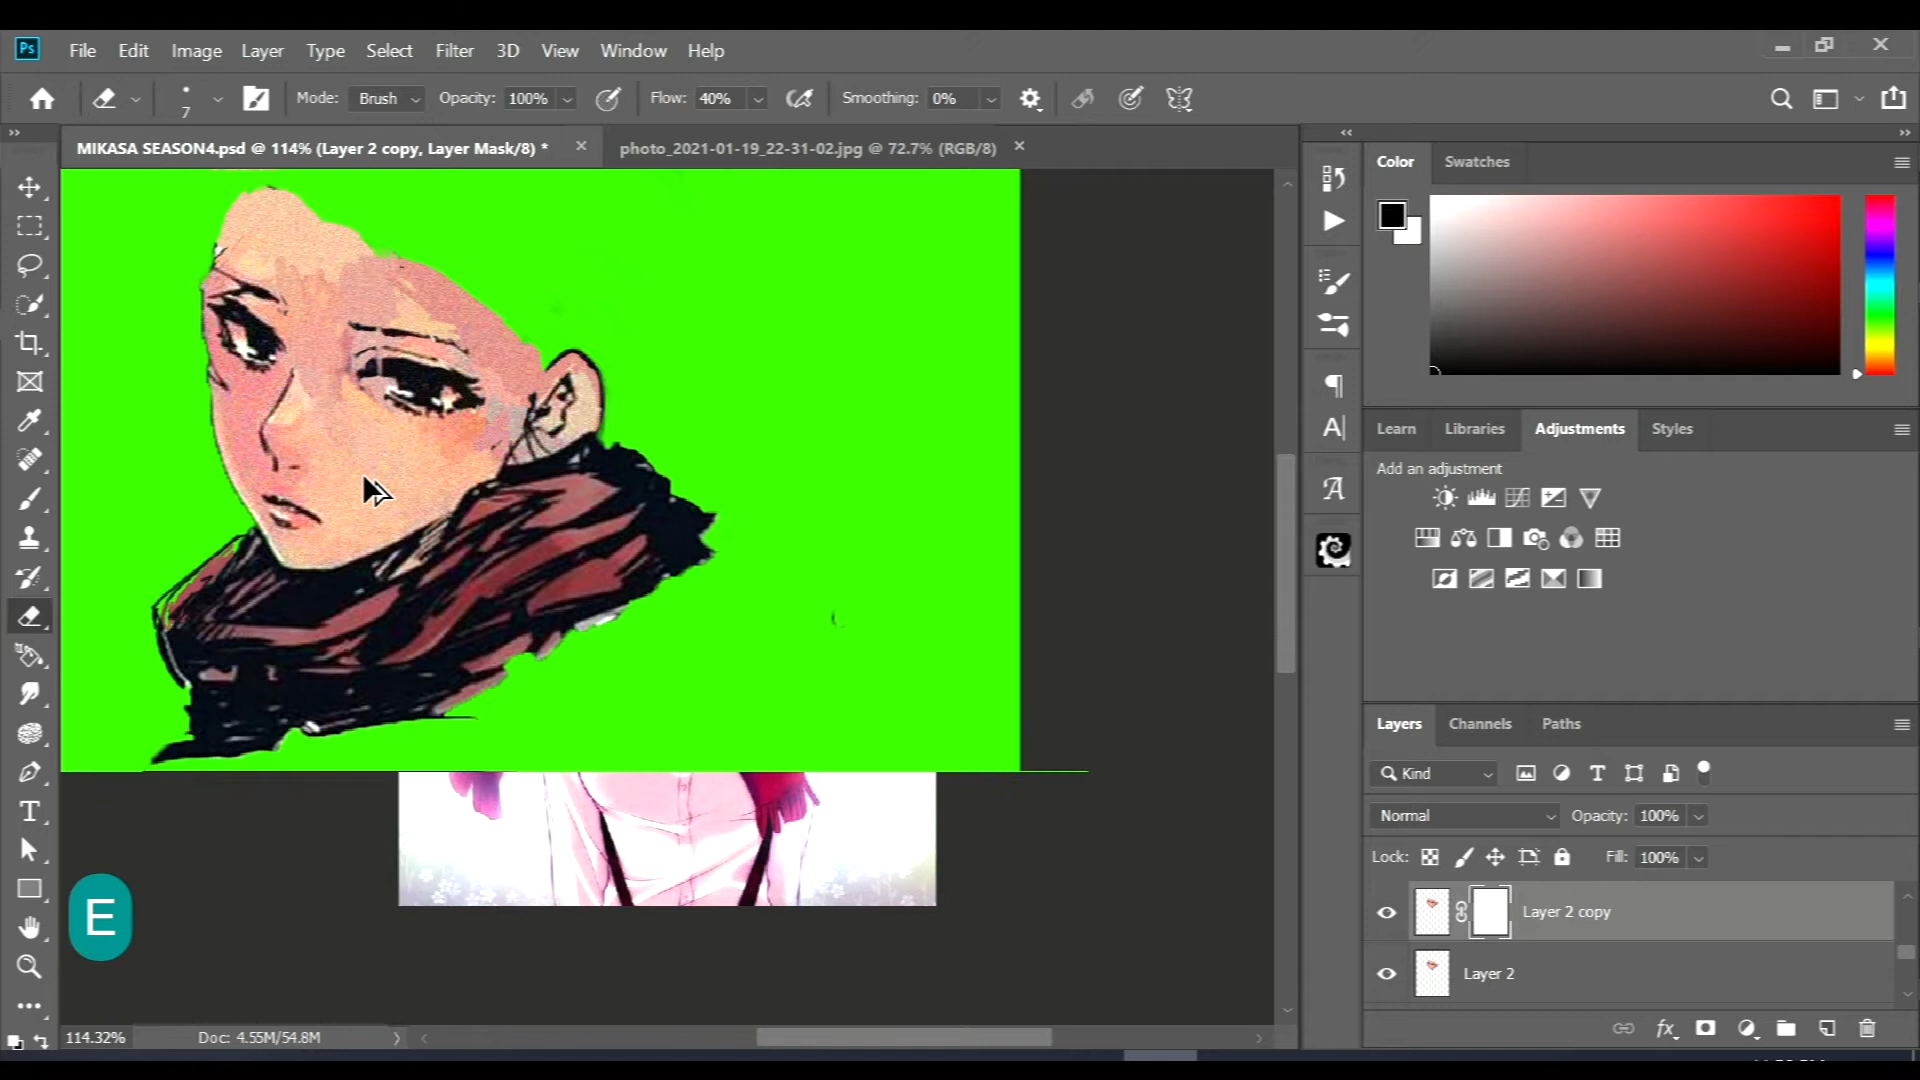 Ps File Edit Image Layer Type Select Filter 3D View Window Help
7 Mode: Brush Opacity: 100% Flow: 40% Smoothing: 0%
MIKASA SEASON4.psd @ 114% (Layer 2 copy, Layer Mask/8) * photo_2021-01-19_22-31-02.jpg @ 72.7% (RGB/8)
Color Swatches
Learn Libraries Adjustments Styles
Add an adjustment
Layers Channels Paths
Kind
Normal Opacity: 100%
Lock: Fill: 100%
Layer 2 copy
Layer 2
E
114.32% Doc: 4.55M/54.8M